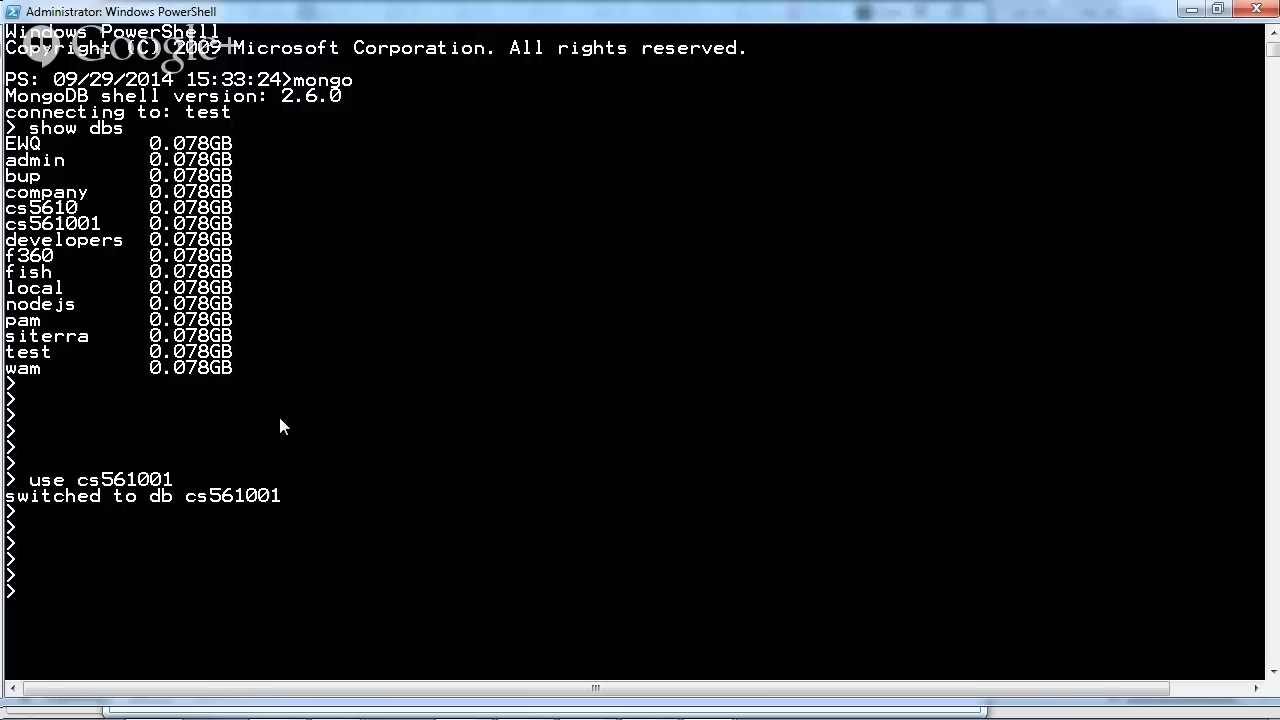 Administrator: Windows PowerShell
Windows PowerShell
Copyright (C) 2009 Microsoft Corporation. All rights reserved.
Google+
PS: 09/29/2014 15:33:24>mongo
MongoDB shell version: 2.6.0
connecting to: test
> show dbs
EWQ 0.078GB
admin 0.078GB
bup 0.078GB
company 0.078GB
cs5610 0.078GB
cs561001 0.078GB
developers 0.078GB
f360 0.078GB
fish 0.078GB
local 0.078GB
nodejs 0.078GB
pam 0.078GB
siterra 0.078GB
test 0.078GB
wam 0.078GB
>
>
>
>
>
>
> use cs561001
switched to db cs561001
>
>
>
>
>
>